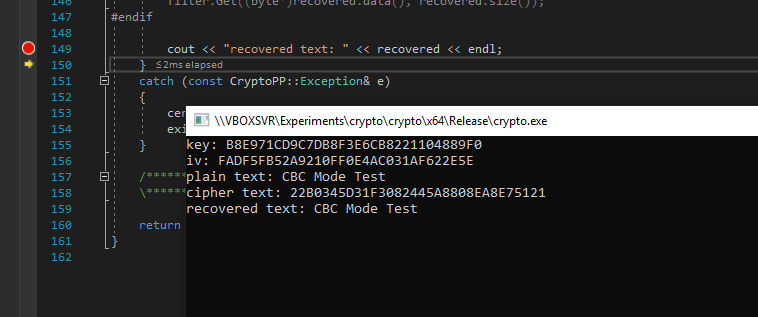 146 filter.Get((byte*)recovered.data(), recovered.size());
147 #endif
148
149 cout << "recovered text: " << recovered << endl;
150 } ≤2ms elapsed
151 catch (const CryptoPP::Exception& e)
152 {
153 cer
154 exi
155 }
156
157 /******
158 \******
159
160 return
161 }
162
\\VBOXSVR\Experiments\crypto\crypto\x64\Release\crypto.exe
key: B8E971CD9C7DB8F3E6CB8221104889F0
iv: FADF5FB52A9210FF0E4AC031AF622E5E
plain text: CBC Mode Test
cipher text: 22B0345D31F3082445A8808EA8E75121
recovered text: CBC Mode Test